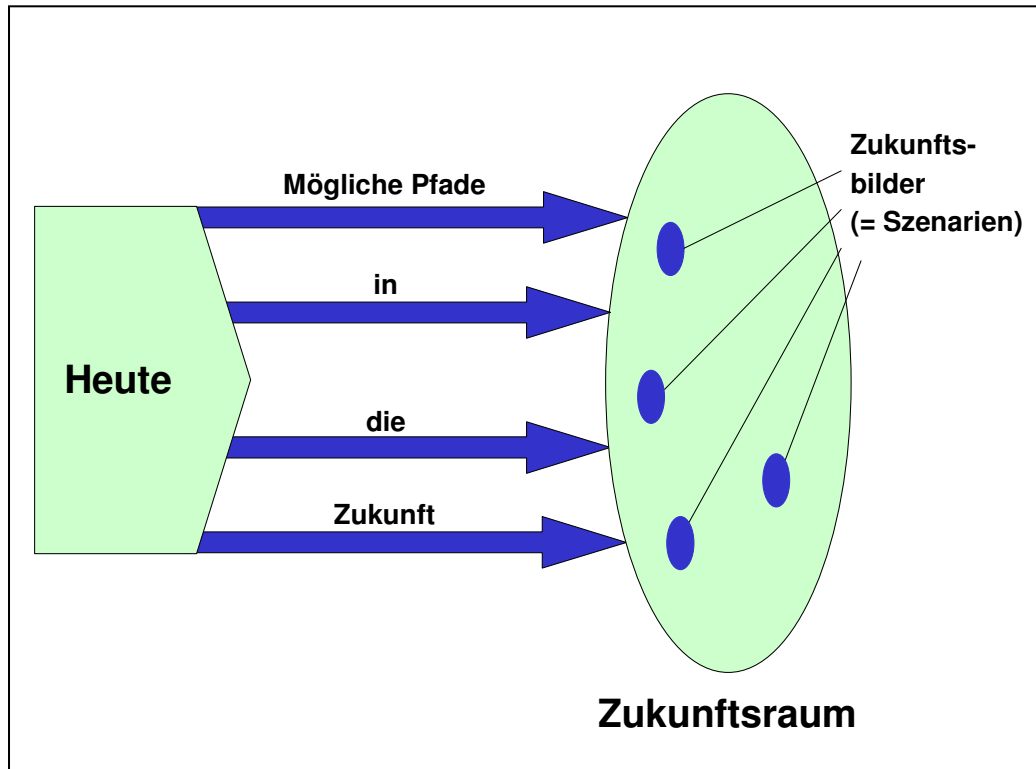 Mögliche Pfade
in
die
Zukunft
Heute
Zukunfts-
bilder
(= Szenarien)
Zukunftsraum